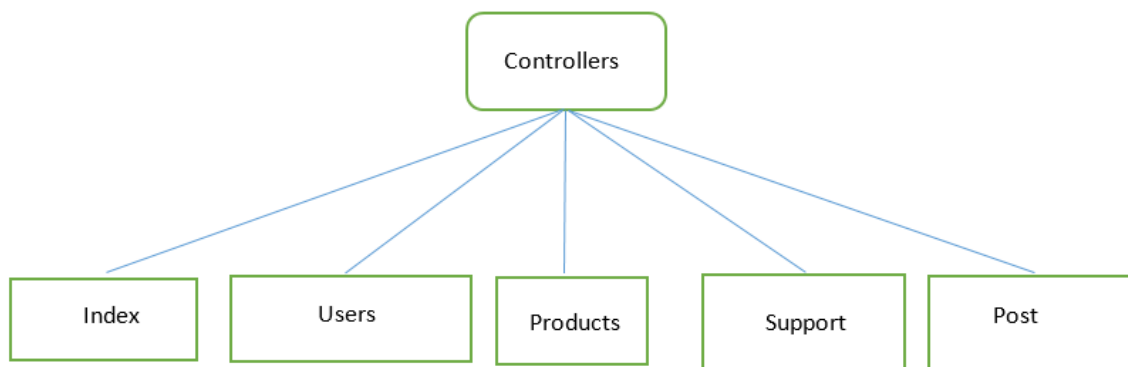 Controllers
Index
Users
Products
Support
Post